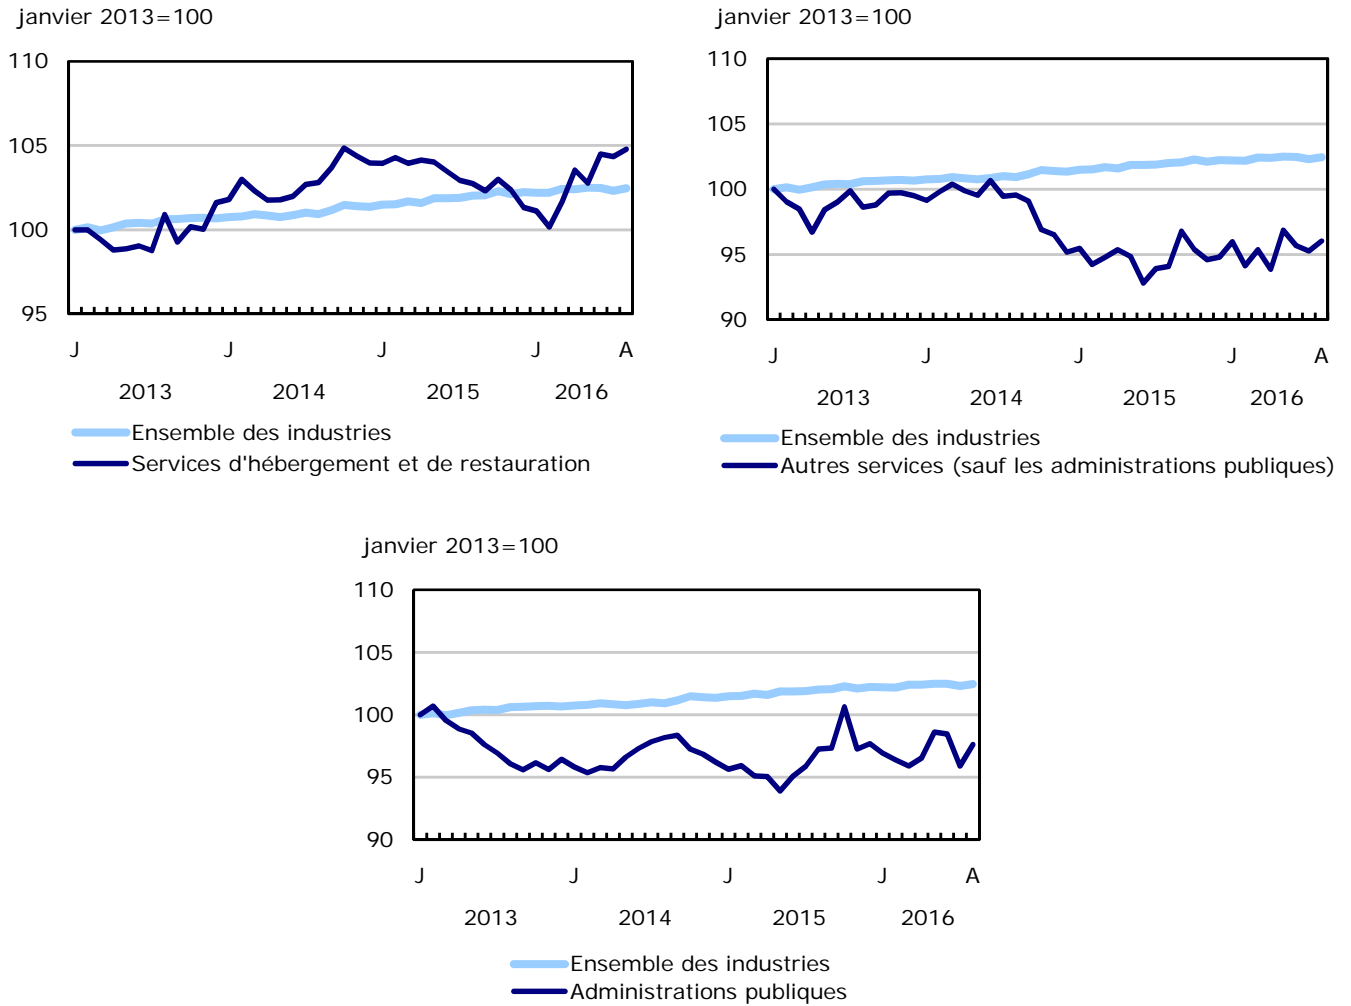 janvier 2013=100
110
105
100
95
J
J
J
J
A
2013
2014
2015
2016
Ensemble des industries
Services d'hébergement et de restauration
janvier 2013=100
110
105
100
95
90
J
J
J
J
A
2013
2014
2015
2016
Ensemble des industries
Autres services (sauf les administrations publiques)
janvier 2013=100
110
105
100
95
90
J
J
J
J
A
2013
2014
2015
2016
Ensemble des industries
Administrations publiques